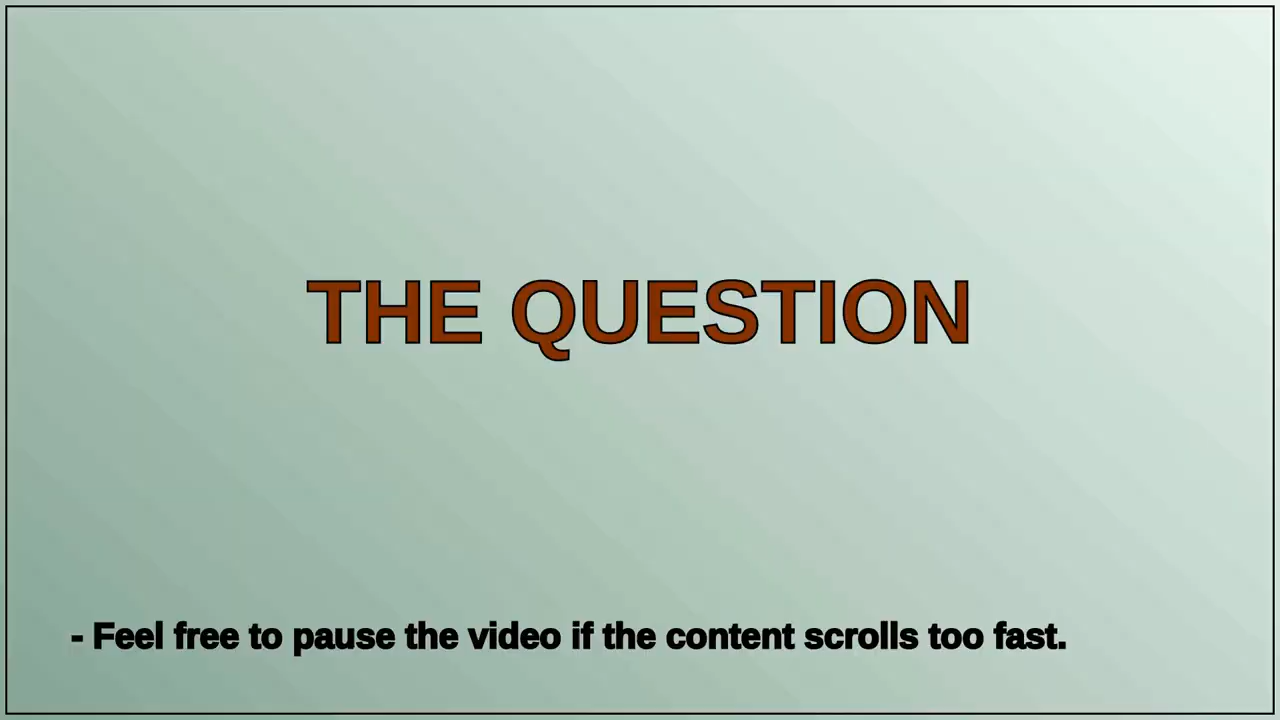 THE QUESTION
- Feel free to pause the video if the content scrolls too fast.